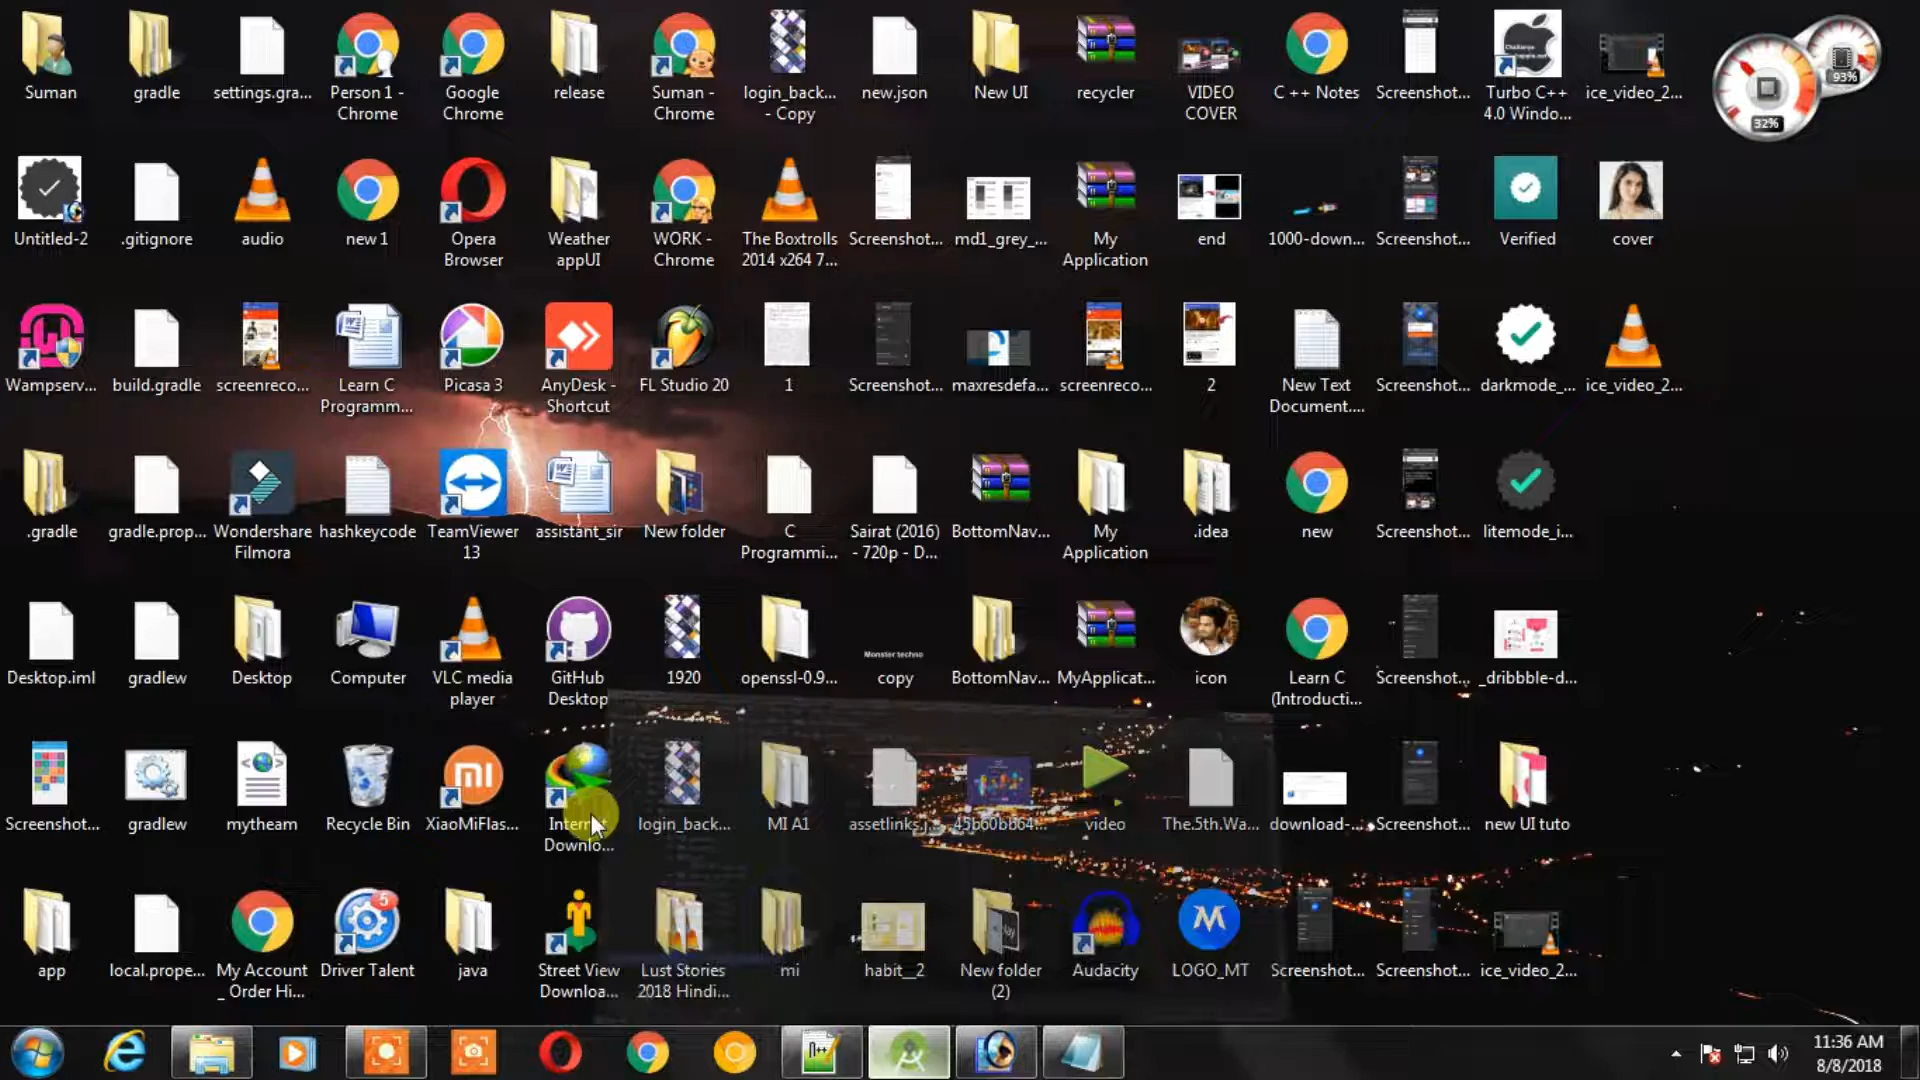 Suman
gradle
settings.gra...
Person 1 -
Chrome
Google
Chrome
release
Suman -
Chrome
login_back...
- Copy
new.json
New UI
recycler
VIDEO
COVER
C ++ Notes
Screenshot...
Turbo C++
4.0 Windo...
ice_video_2...
93%
32%
Untitled-2
.gitignore
audio
new 1
Opera
Browser
Weather
appUI
WORK -
Chrome
The Boxtrolls
2014 x264 7...
Screenshot...
md1_grey_...
My
Application
end
1000-down...
Screenshot...
Verified
cover
Wampserv...
build.gradle
screenreco...
Learn C
Programm...
Picasa 3
AnyDesk -
Shortcut
FL Studio 20
1
Screenshot...
maxresdefa...
screenreco...
2
New Text
Document....
Screenshot...
darkmode_...
ice_video_2...
.gradle
gradle.prop...
Wondershare
Filmora
hashkeycode
TeamViewer
13
assistant_sir
New folder
C
Programmi...
Sairat (2016)
- 720p - D...
BottomNav...
My
Application
.idea
new
Screenshot...
litemode_i...
Desktop.iml
gradlew
Desktop
Computer
VLC media
player
GitHub
Desktop
1920
openssl-0.9...
Monster techno
copy
BottomNav...
MyApplicat...
icon
Learn C
(Introducti...
Screenshot...
_dribbble-d...
Screenshot...
gradlew
mytheam
Recycle Bin
XiaoMiFlas...
Internet
Downlo...
login_back...
MI A1
assetlinks.j...
45b60bb64...
video
The.5th.Wa...
download-...
Screenshot...
new UI tuto
app
local.prope...
My Account
_ Order Hi...
5
Driver Talent
java
Street View
Downloa...
Lust Stories
2018 Hindi...
mi
habit__2
New folder
(2)
Audacity
LOGO_MT
Screenshot...
Screenshot...
ice_video_2...
11:36 AM
8/8/2018